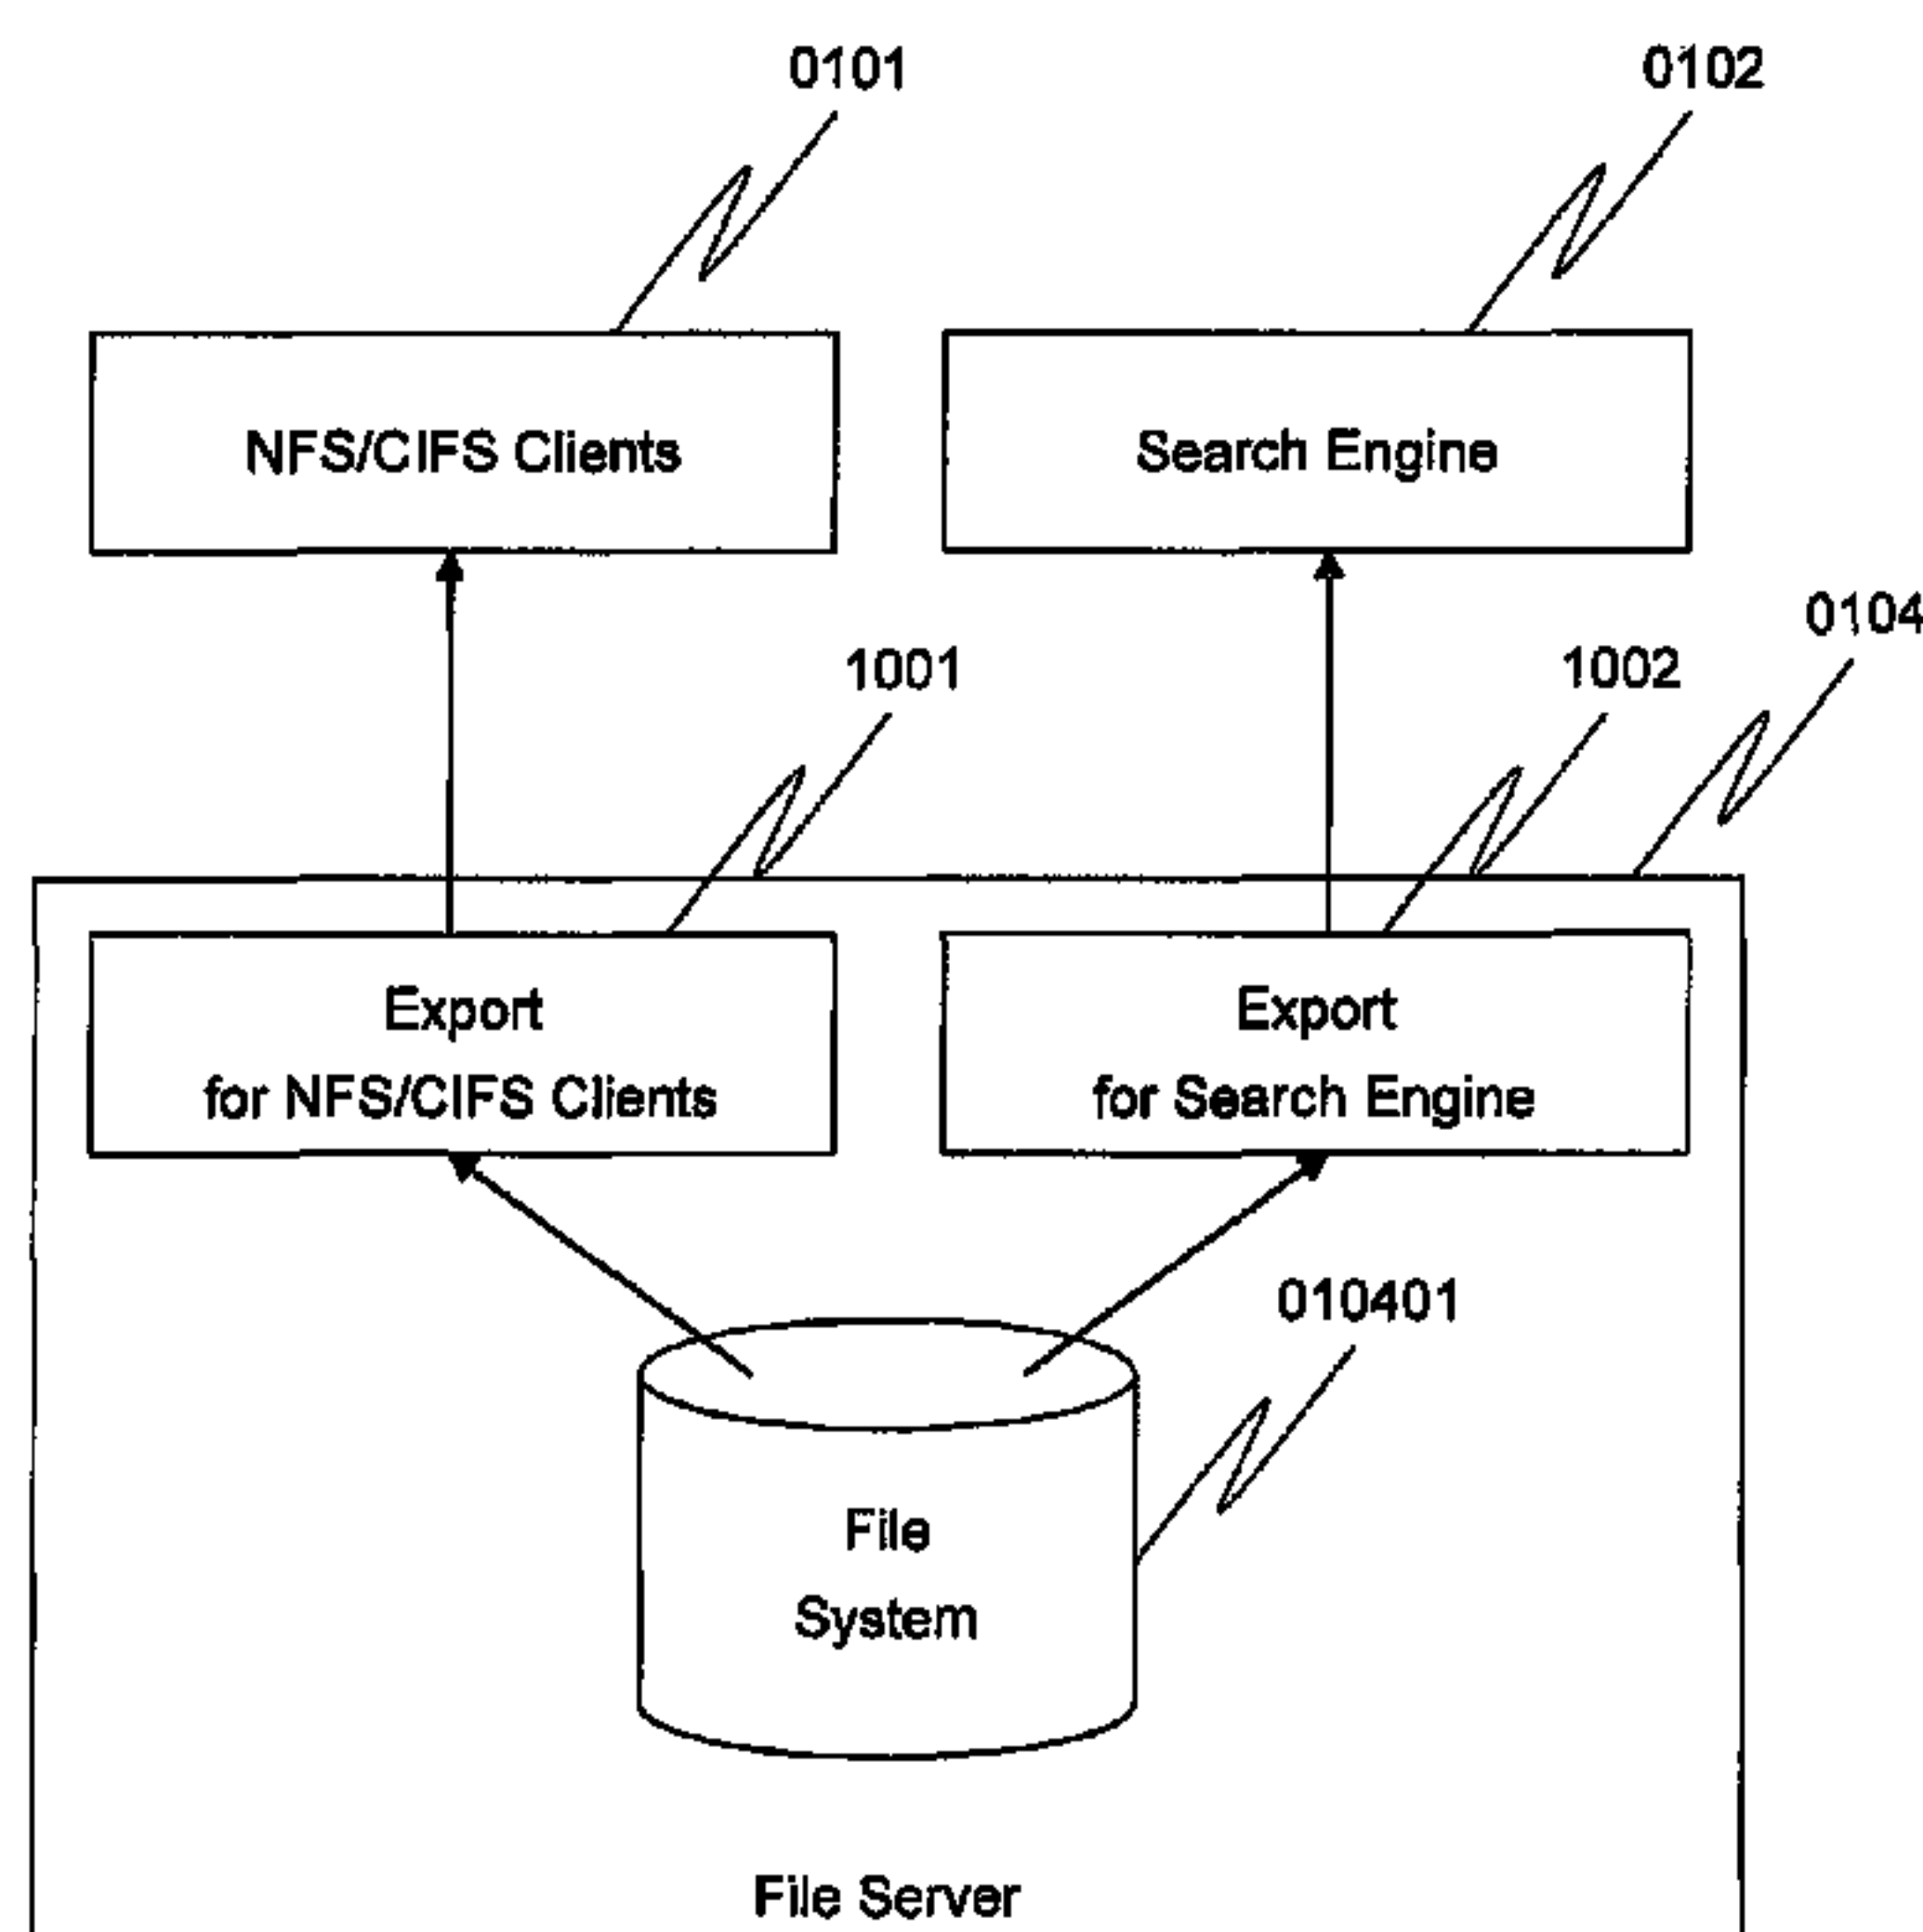 0101
0102
NFS/CIFS Clients
Search Engine
0104
1001
1002
Export
for NFS/CIFS Clients
Export
for Search Engine
010401
File
System
File Server